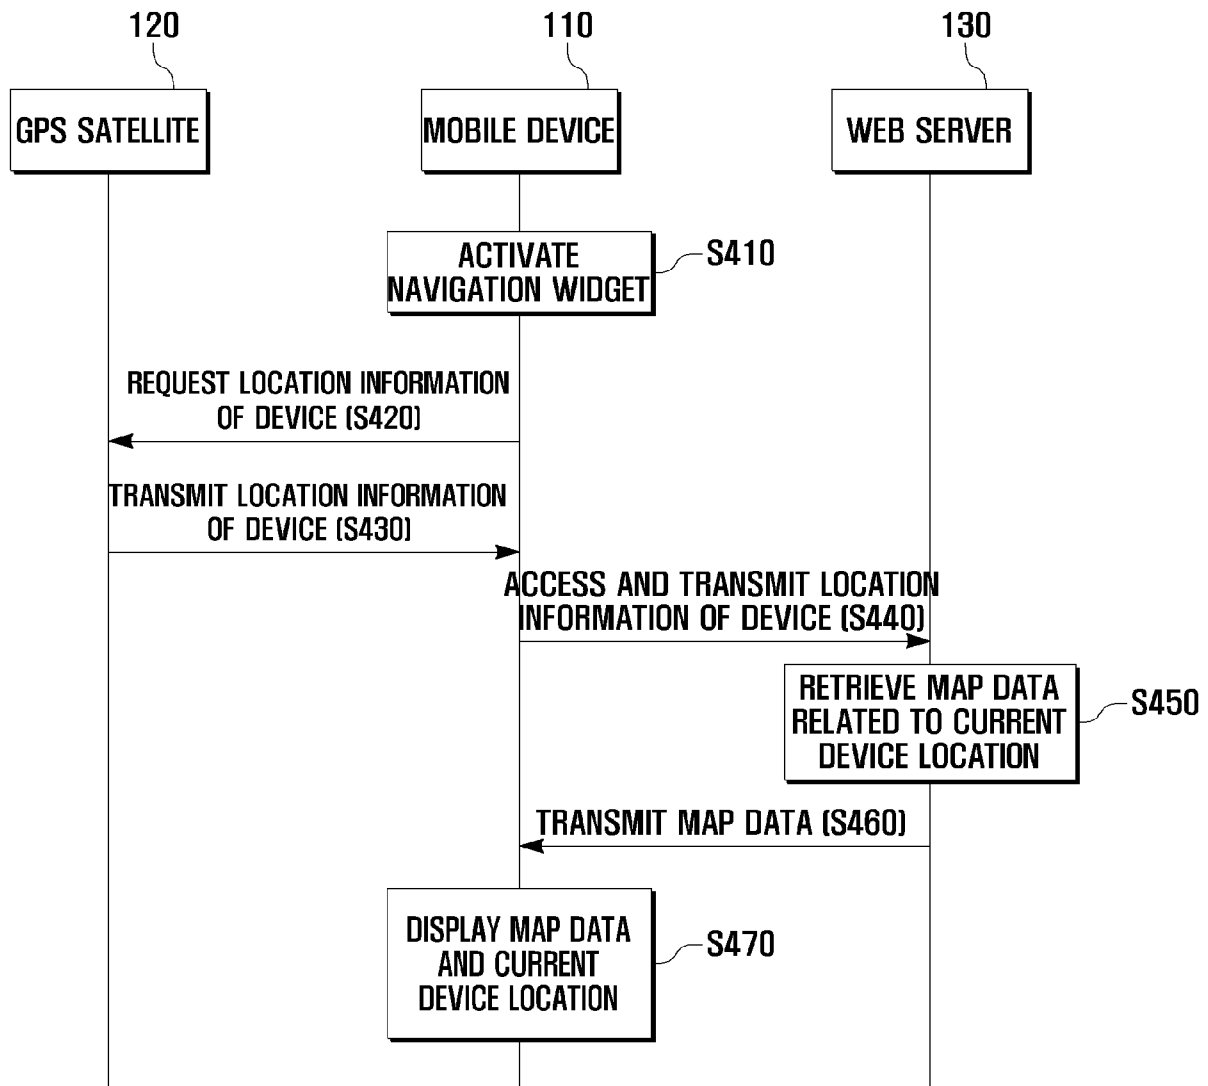 120
110
130
GPS SATELLITE
MOBILE DEVICE
WEB SERVER
ACTIVATE
NAVIGATION WIDGET
S410
REQUEST LOCATION INFORMATION
OF DEVICE (S420)
TRANSMIT LOCATION INFORMATION
OF DEVICE (S430)
ACCESS AND TRANSMIT LOCATION
INFORMATION OF DEVICE (S440)
RETRIEVE MAP DATA
RELATED TO CURRENT
DEVICE LOCATION
S450
TRANSMIT MAP DATA (S460)
DISPLAY MAP DATA
AND CURRENT
DEVICE LOCATION
S470